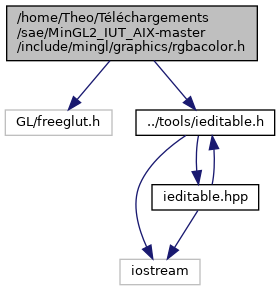 /home/Theo/Téléchargements
/sae/MinGL2_IUT_AIX-master
/include/mingl/graphics/rgbacolor.h
GL/freeglut.h
../tools/ieditable.h
ieditable.hpp
iostream